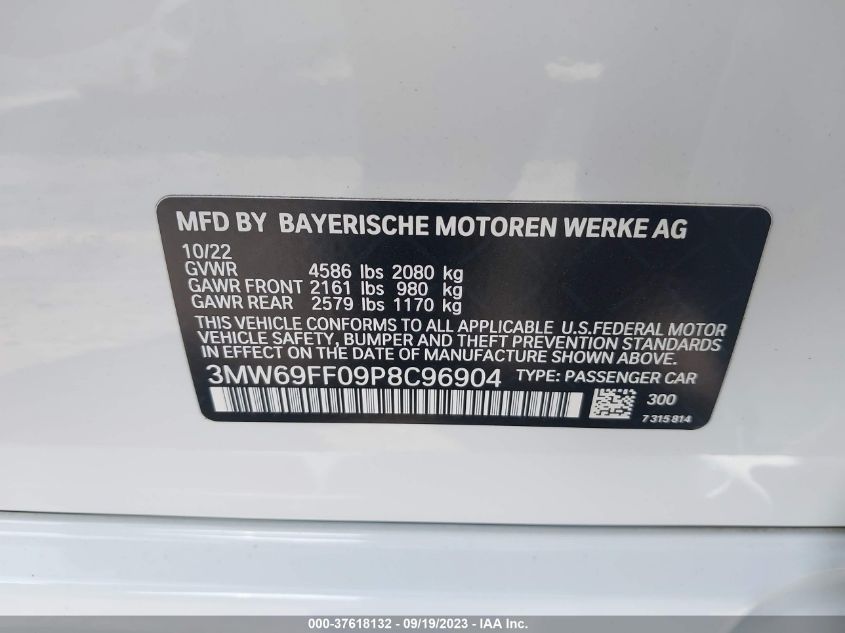 MFD BY BAYERISCHE MOTOREN WERKE AG
10/22
GVWR 4586 lbs 2080 kg
GAWR FRONT 2161 lbs 980 kg
GAWR REAR 2579 lbs 1170 kg
THIS VEHICLE CONFORMS TO ALL APPLICABLE U.S.FEDERAL MOTOR
VEHICLE SAFETY, BUMPER AND THEFT PREVENTION STANDARDS
IN EFFECT ON THE DATE OF MANUFACTURE SHOWN ABOVE.
3MW69FF09P8C96904 TYPE: PASSENGER CAR
300
7 315 814
000-37618132 - 09/19/2023 - IAA Inc.